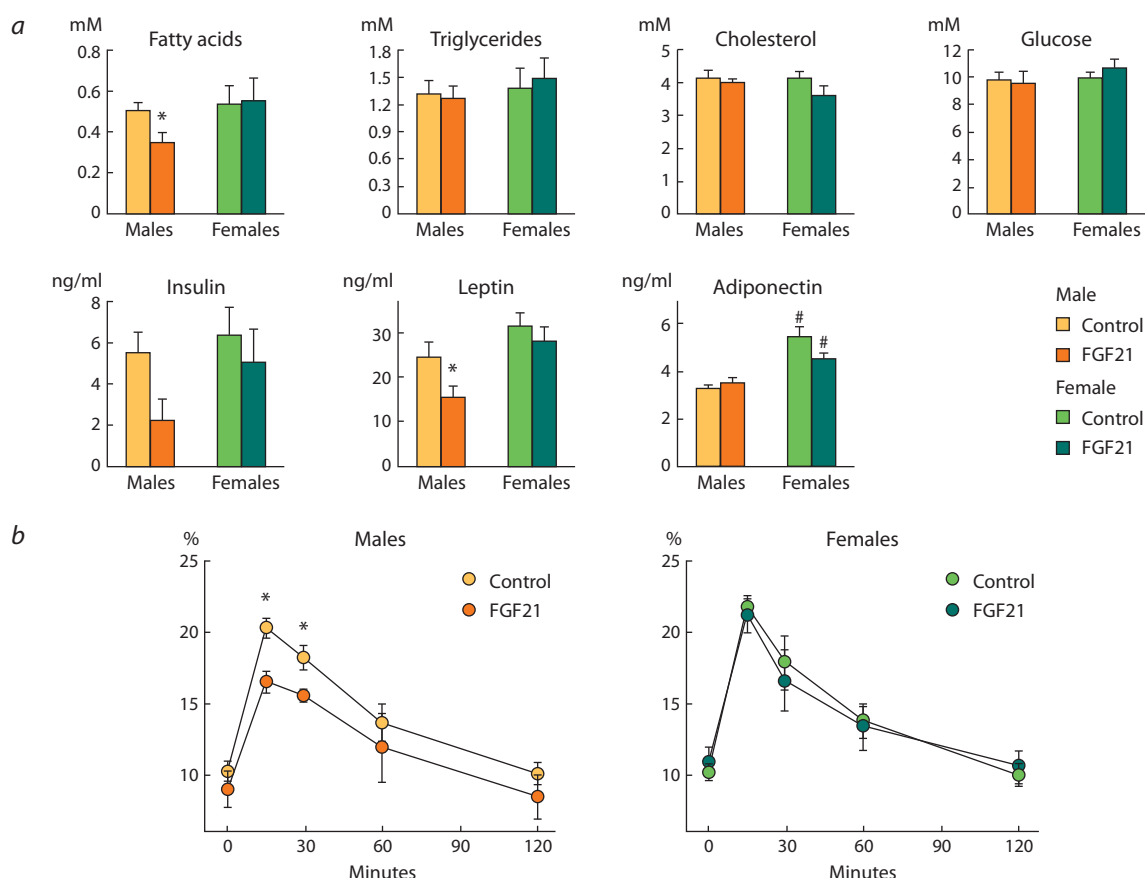 a
mM
Fatty acids
0.8
0.6
0.4
0.2
0
Males
Females
mM
Triglycerides
1.8
1.5
1.2
0.9
0.6
0.3
0
Males
Females
mM
Cholesterol
5
4
3
2
1
0
Males
Females
mM
Glucose
12
10
8
6
4
2
0
Males
Females
ng/ml
Insulin
8
6
4
2
0
Males
Females
ng/ml
Leptin
30
20
10
0
Males
Females
ng/ml
Adiponectin
6
4
2
0
Males
Females
*
*
#
#
Male
Control
FGF21
Female
Control
FGF21
b
%
Males
25
20
15
10
*
*
Control
FGF21
0
30
60
90
120
Minutes
%
Females
25
20
15
10
Control
FGF21
0
30
60
90
120
Minutes